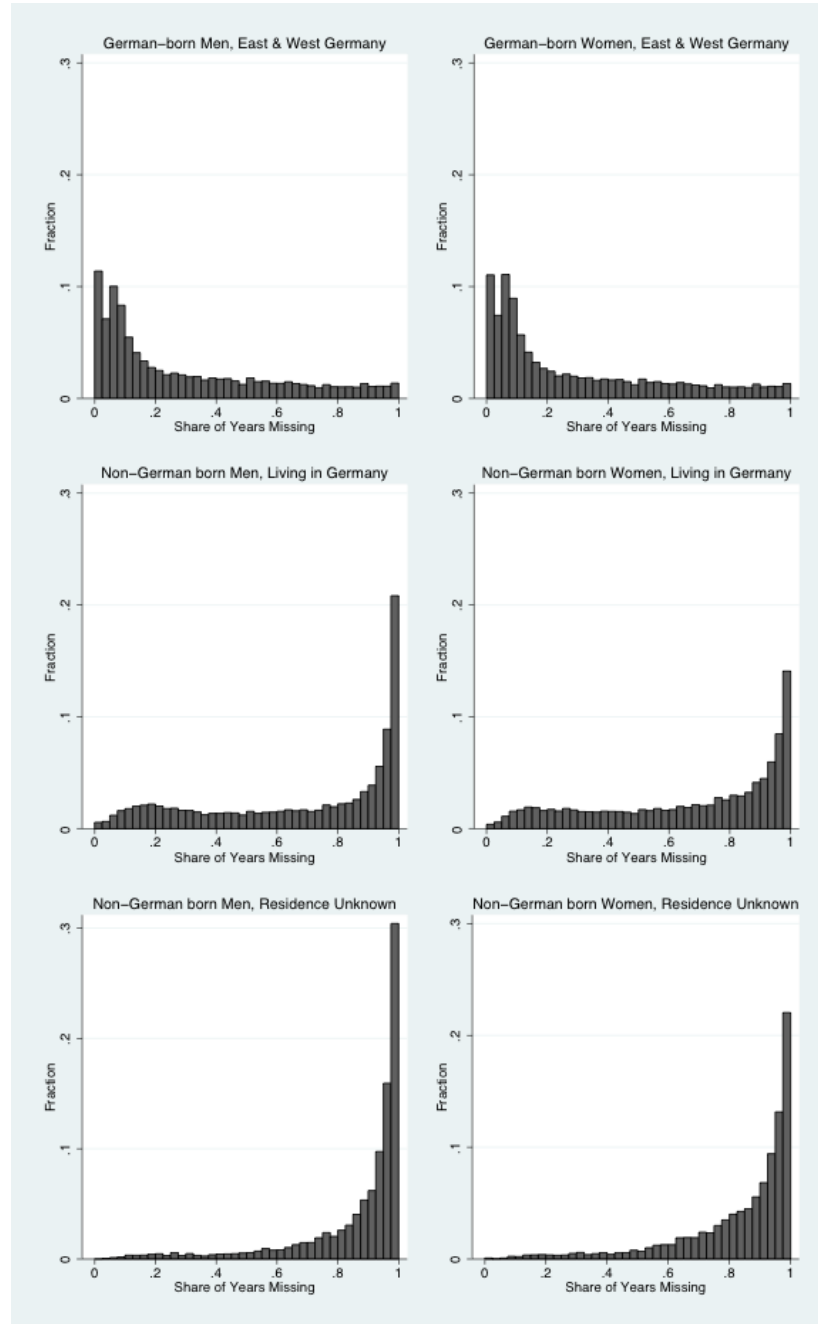 German−born Men, East & West Germany
Fraction
.3
.2
.1
0
0 .2 .4 .6 .8 1
Share of Years Missing
German−born Women, East & West Germany
Fraction
.3
.2
.1
0
0 .2 .4 .6 .8 1
Share of Years Missing
Non−German born Men, Living in Germany
Fraction
.3
.2
.1
0
0 .2 .4 .6 .8 1
Share of Years Missing
Non−German born Women, Living in Germany
Fraction
.3
.2
.1
0
0 .2 .4 .6 .8 1
Share of Years Missing
Non−German born Men, Residence Unknown
Fraction
.3
.2
.1
0
0 .2 .4 .6 .8 1
Share of Years Missing
Non−German born Women, Residence Unknown
Fraction
.3
.2
.1
0
0 .2 .4 .6 .8 1
Share of Years Missing